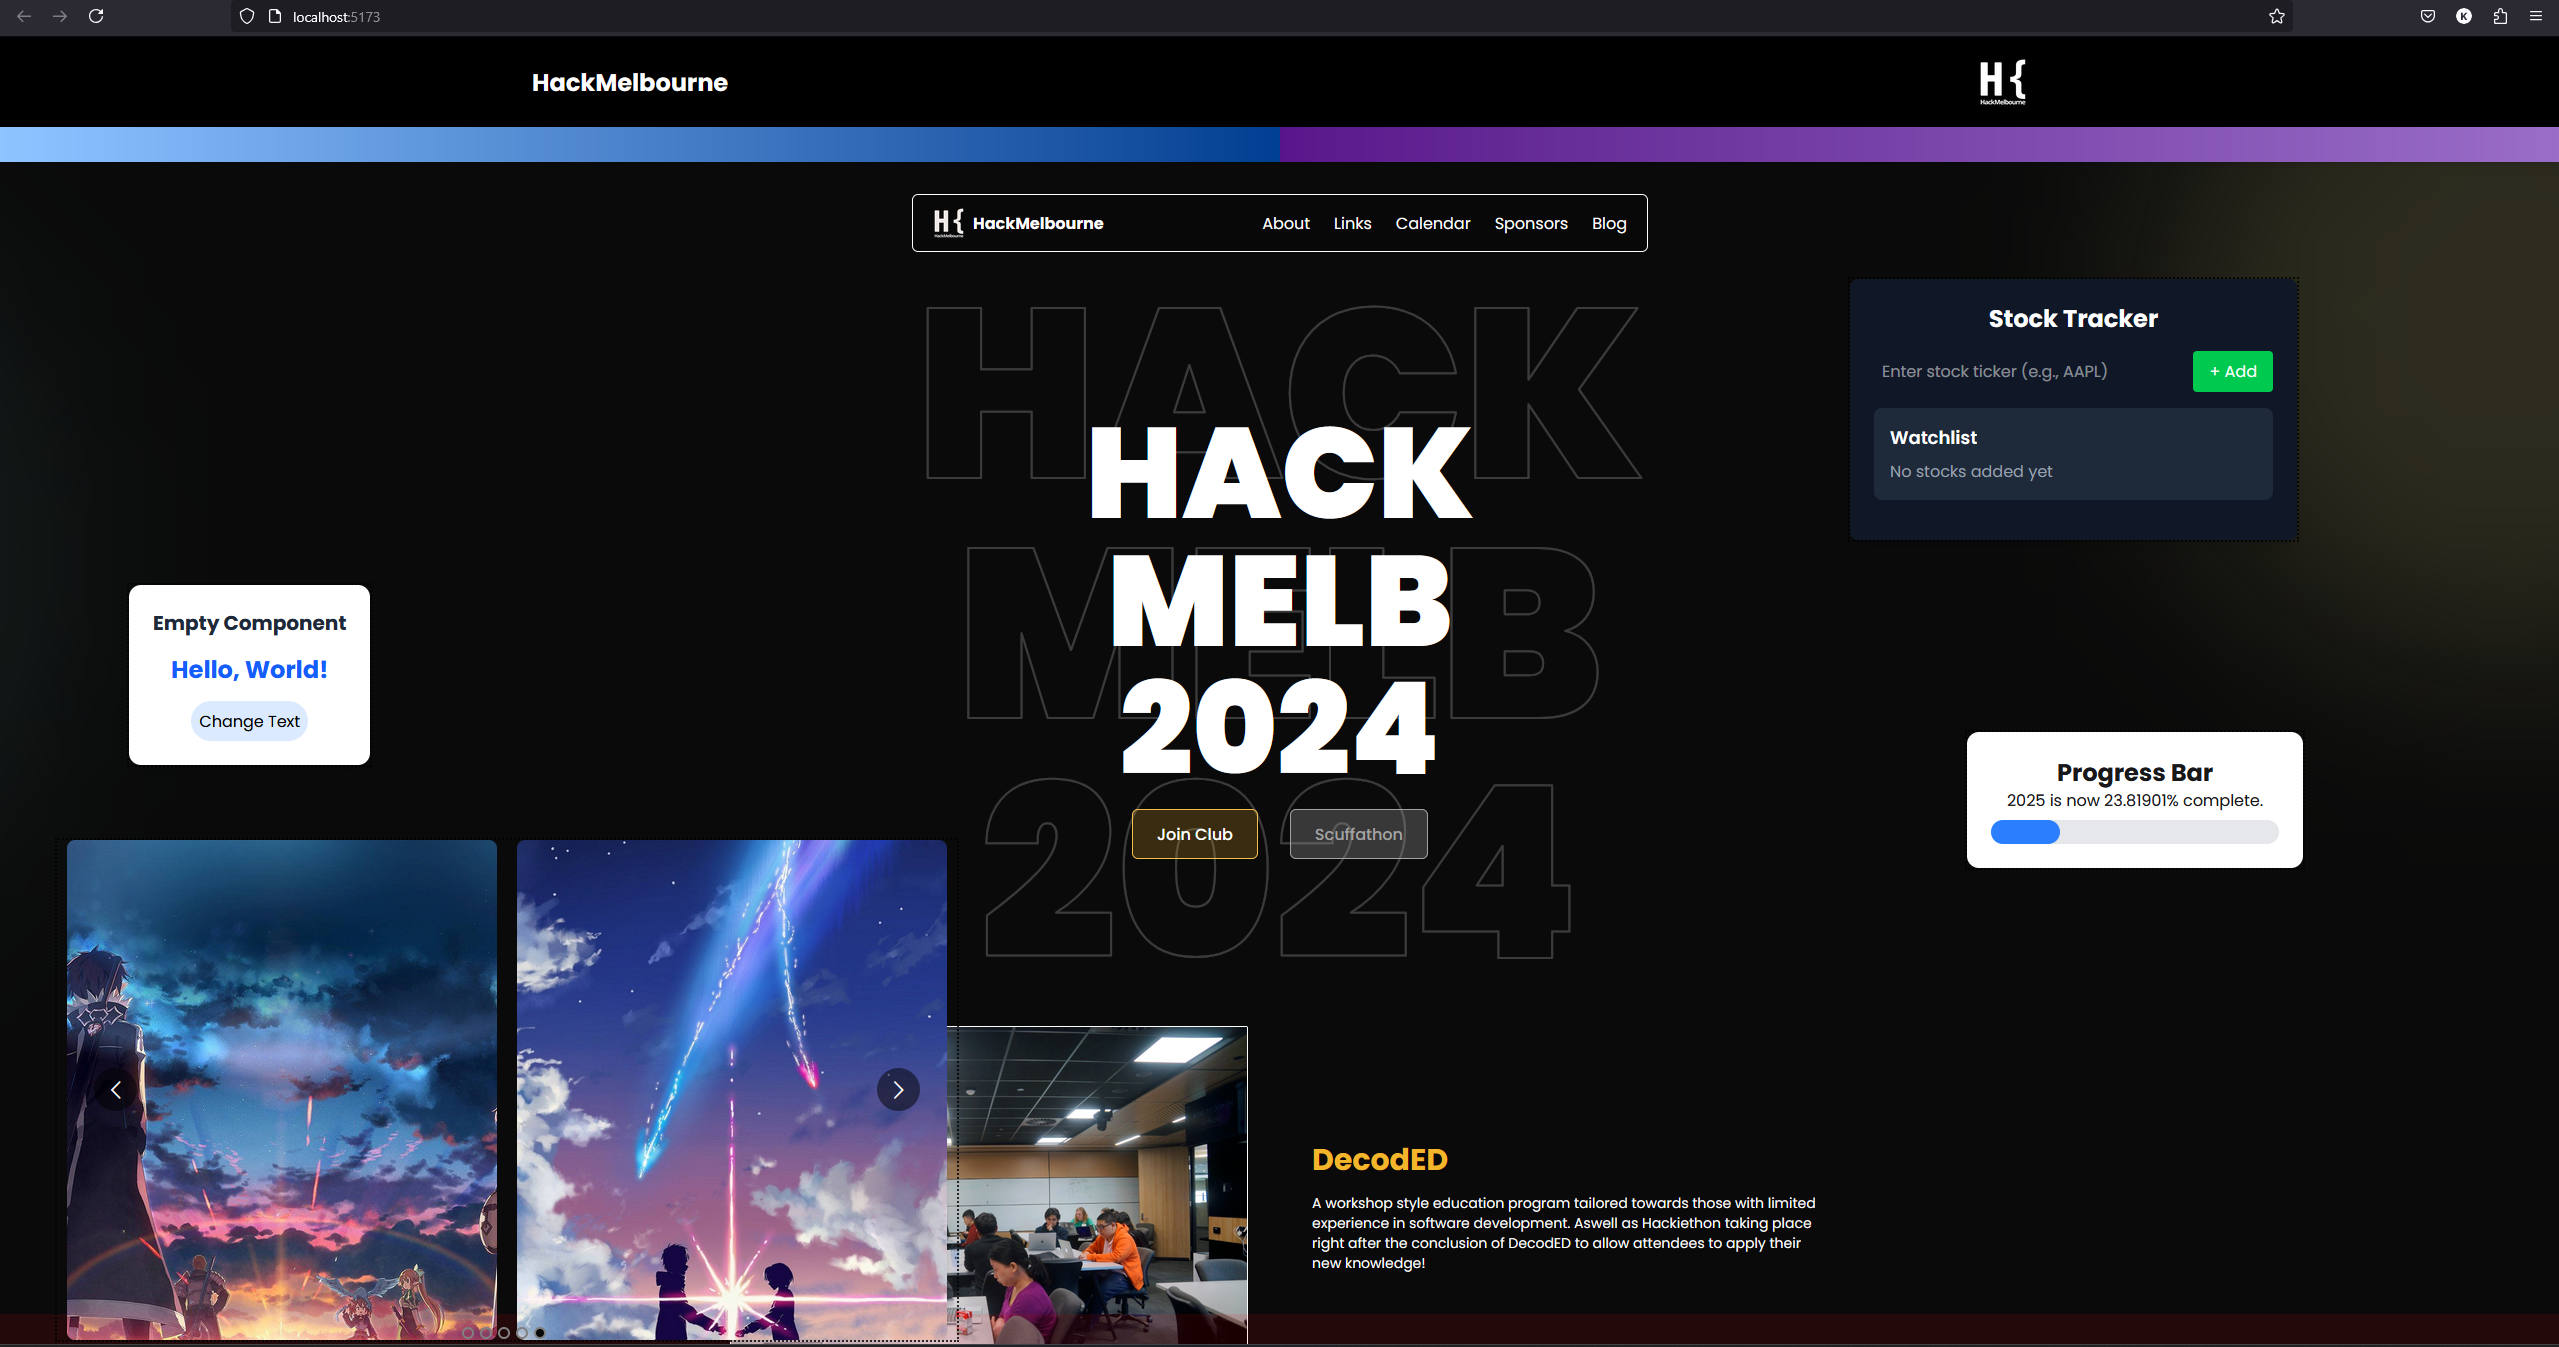 localhost:5173
K
HackMelbourne
H{
HackMelbourne
H{
HackMelbourne
HackMelbourne
About
Links
Calendar
Sponsors
Blog
HACK
MELB
2024
HACK
MELB
2024
Join Club
Scuffathon
Stock Tracker
Enter stock ticker (e.g., AAPL)
+ Add
Watchlist
No stocks added yet
Empty Component
Hello, World!
Change Text
Progress Bar
2025 is now 23.81901% complete.
DecodED
A workshop style education program tailored towards those with limited
experience in software development. Aswell as Hackiethon taking place
right after the conclusion of DecodED to allow attendees to apply their
new knowledge!